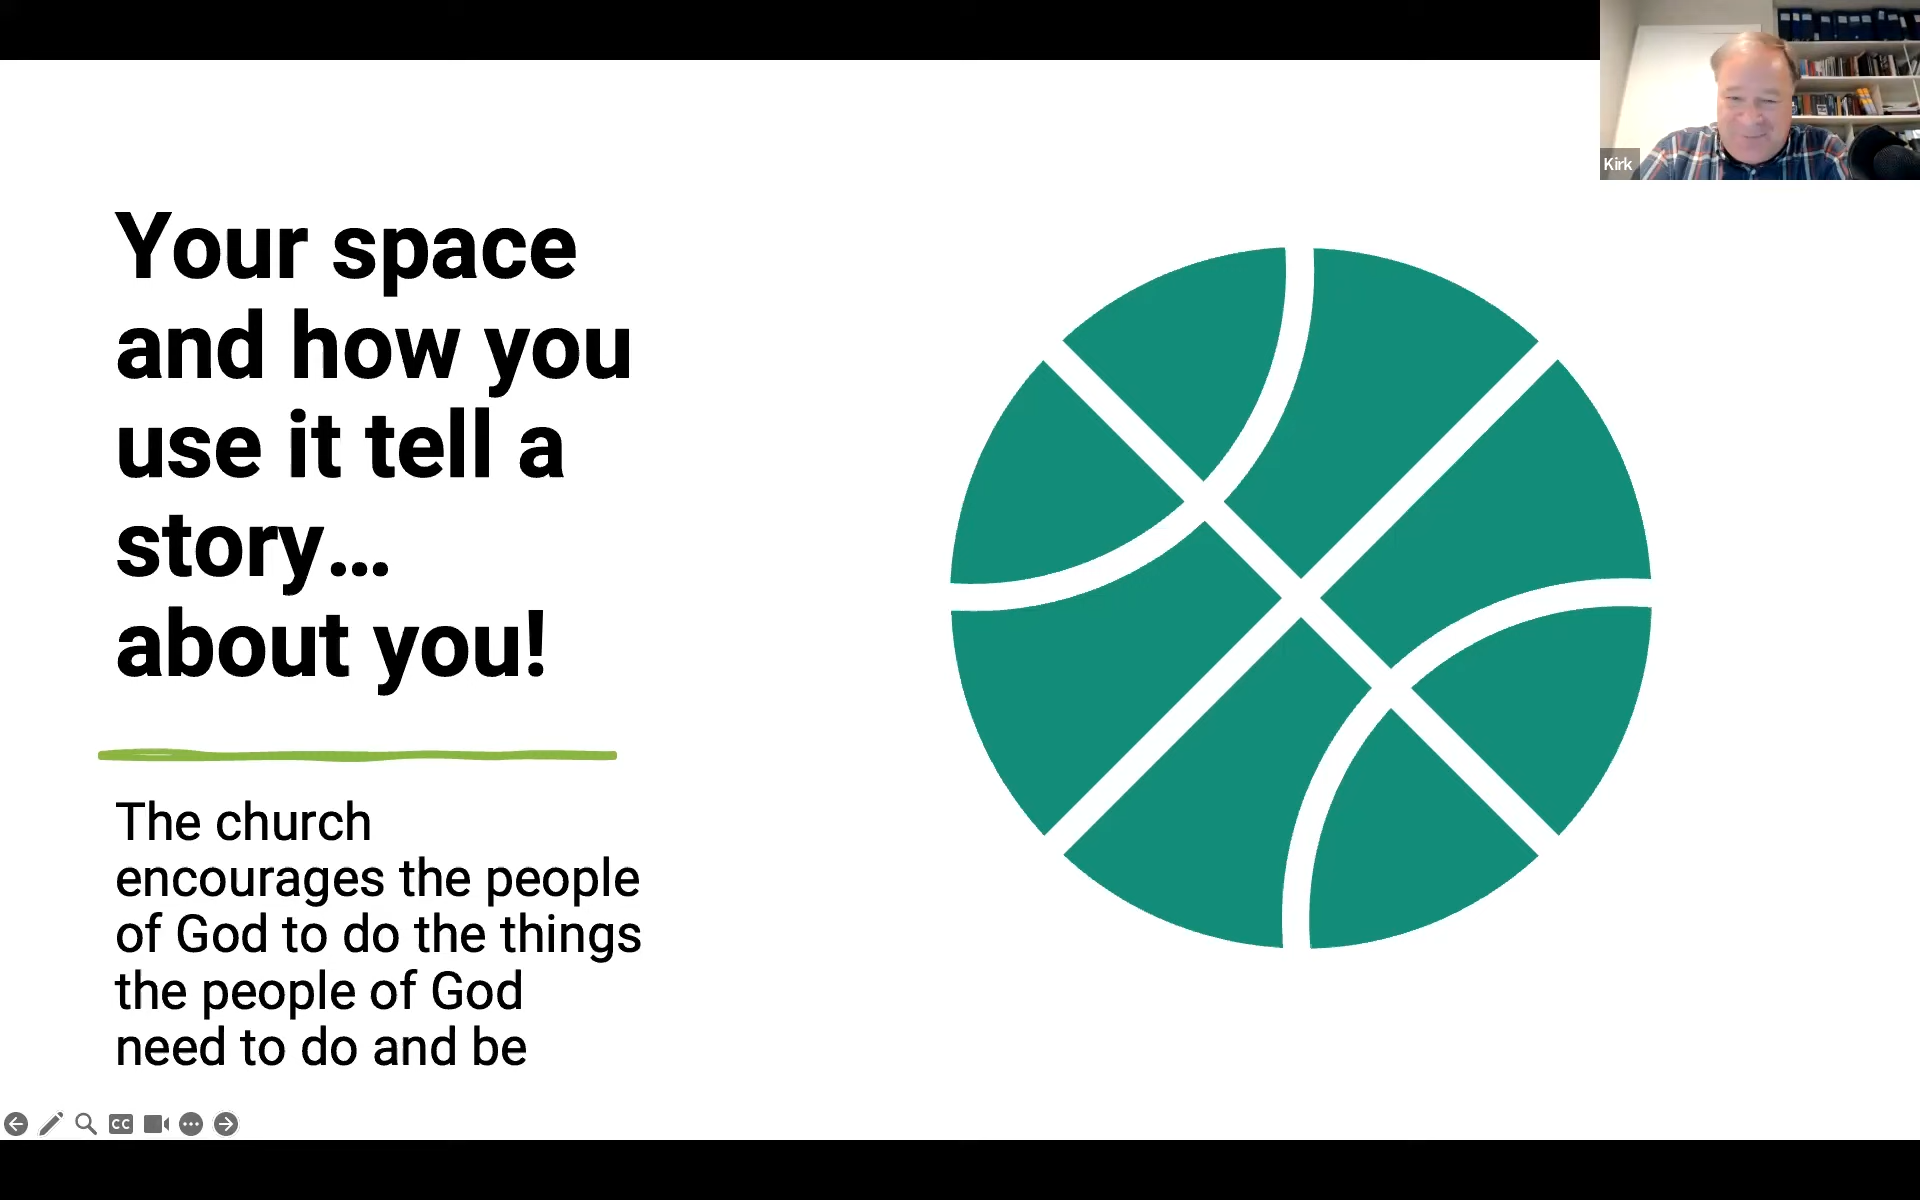 Kirk
Your space
and how you
use it tell a
story...
about you!
The church
encourages the people
of God to do the things
the people of God
need to do and be
CC